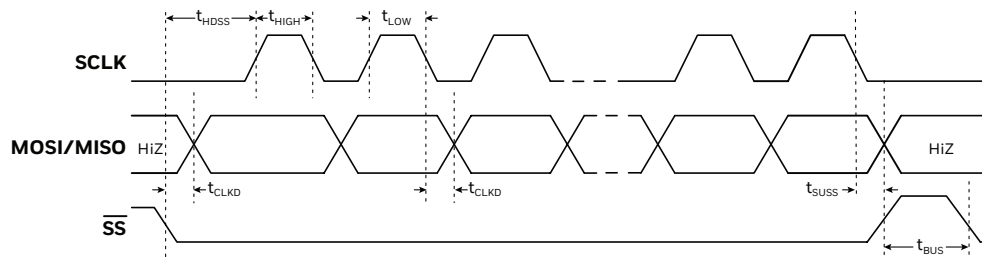 tHDSS tHIGH tLOW
SCLK
MOSI/MISO HiZ HiZ
tCLKD tCLKD tSUSS
SS
tBUS